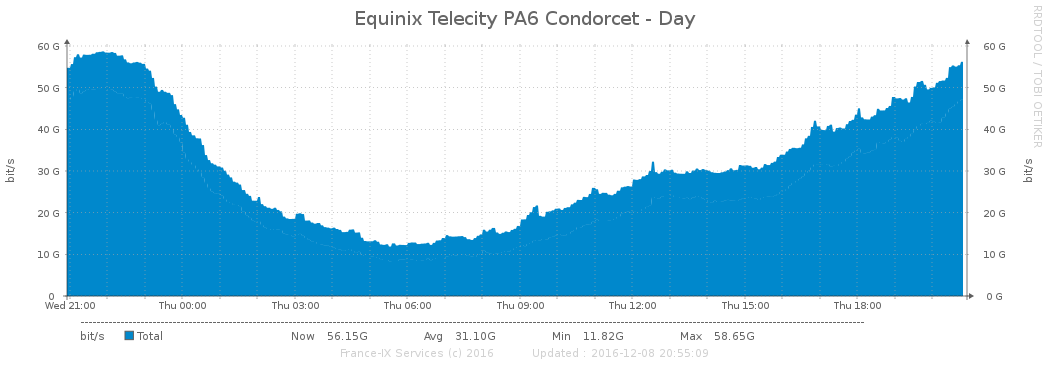 Equinix Telecity PA6 Condorcet - Day
RRDTOOL / TOBI OETIKER
60 G 60 G
50 G 50 G
40 G 40 G
30 G 30 G
20 G 20 G
10 G 10 G
0 0 G
bit/s
bit/s
Wed 21:00 Thu 00:00 Thu 03:00 Thu 06:00 Thu 09:00 Thu 12:00 Thu 15:00 Thu 18:00
bit/s Total Now 56.15G Avg 31.10G Min 11.82G Max 58.65G
France-IX Services (c) 2016 Updated : 2016-12-08 20:55:09